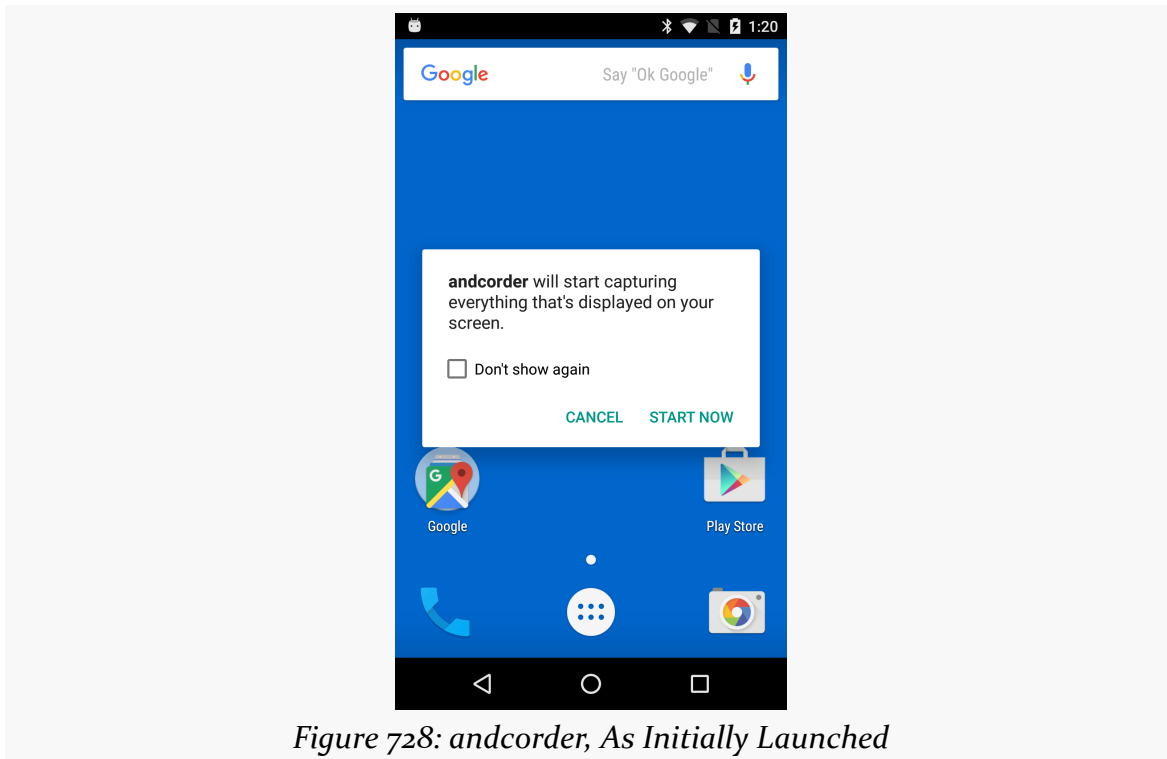 1:20
Google Say "Ok Google"
andcorder will start capturing
everything that's displayed on your
screen.
Don't show again
CANCEL START NOW
G
Google Play Store
Figure 728: andcorder, As Initially Launched